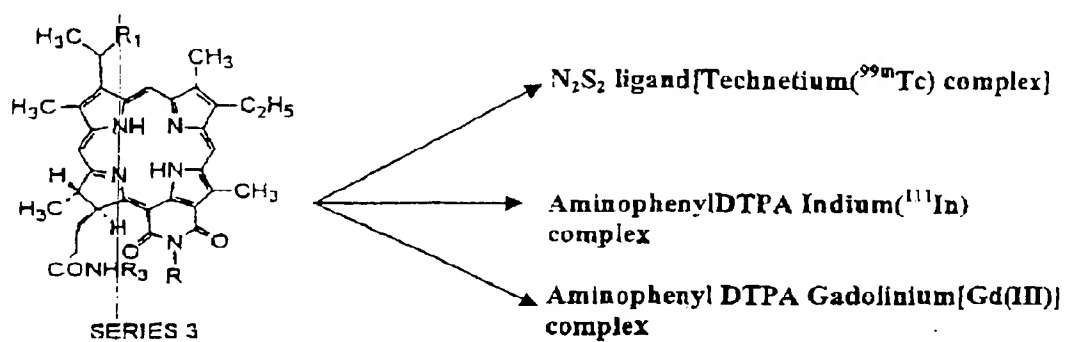 H₃C
R₁
CH₃
H₃C
C₂H₅
NH
N
N
HN
H
H₃C
H
CH₃
O
N
O
CONHR₃
R
SERIES 3
N₂S₂ ligand[Technetium(⁹⁹ᵐTc) complex]
AminophenylDTPA Indium(¹¹¹In)
complex
Aminophenyl DTPA Gadolinium[Gd(III)]
complex